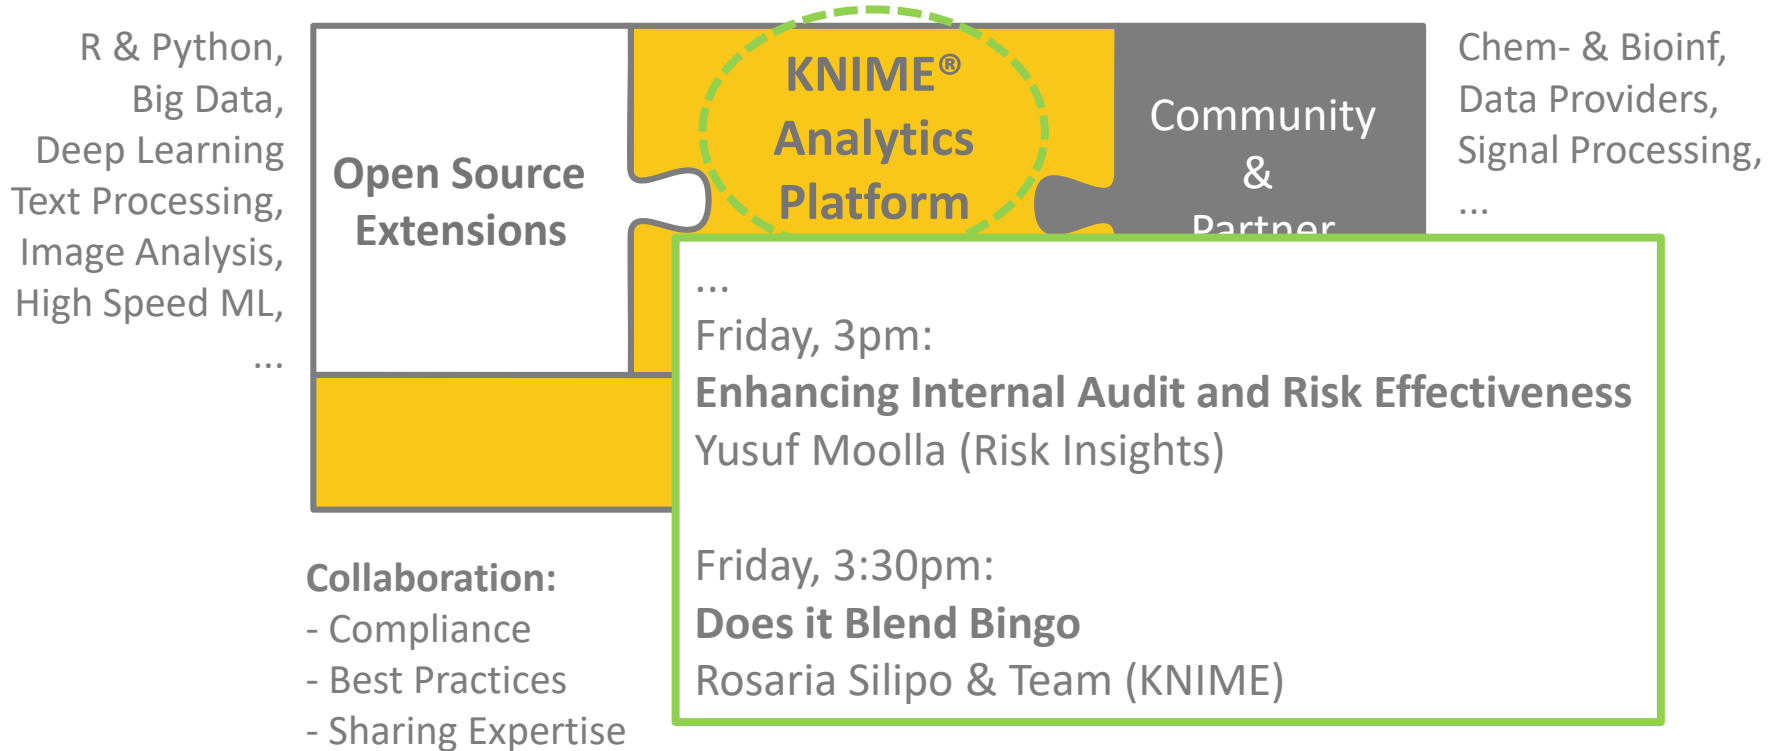 R & Python,
Big Data,
Deep Learning
Text Processing,
Image Analysis,
High Speed ML,
...
Open Source
Extensions
KNIME®
Analytics
Platform
Community
&
Partner
Chem- & Bioinf,
Data Providers,
Signal Processing,
...
...
Friday, 3pm:
Enhancing Internal Audit and Risk Effectiveness
Yusuf Moolla (Risk Insights)
Friday, 3:30pm:
Does it Blend Bingo
Rosaria Silipo & Team (KNIME)
Collaboration:
- Compliance
- Best Practices
- Sharing Expertise